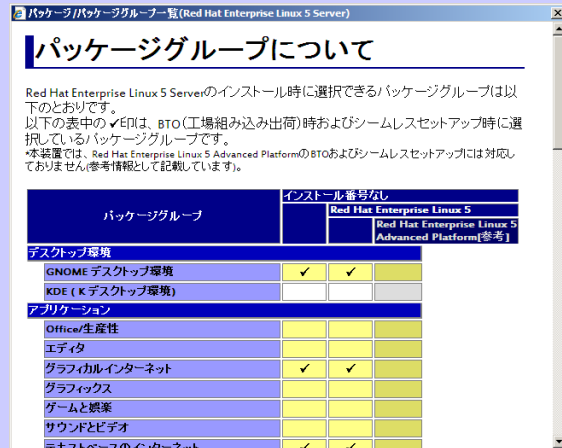 パッケージ/パッケージグループ一覧(Red Hat Enterprise Linux 5 Server)
パッケージグループについて
Red Hat Enterprise Linux 5 Serverのインストール時に選択できるパッケージグループは以
下のとおりです。
以下の表中の✓印は、BTO(工場組み込み出荷)時およびシームレスセットアップ時に選
択しているパッケージグループです。
*本装置では、Red Hat Enterprise Linux 5 Advanced PlatformのBTOおよびシームレスセットアップには対応し
ておりません(参考情報として記載しています)。
パッケージグループ
インストール番号なし
Red Hat Enterprise Linux 5
Red Hat Enterprise Linux 5
Advanced Platform[参考]
デスクトップ環境
GNOME デスクトップ環境 ✓ ✓
KDE ( K デスクトップ環境)
アプリケーション
Office/生産性
エディタ
グラフィカルインターネット ✓ ✓
グラフィックス
ゲームと娯楽
サウンドとビデオ
テキストベースのインターネット ✓ ✓